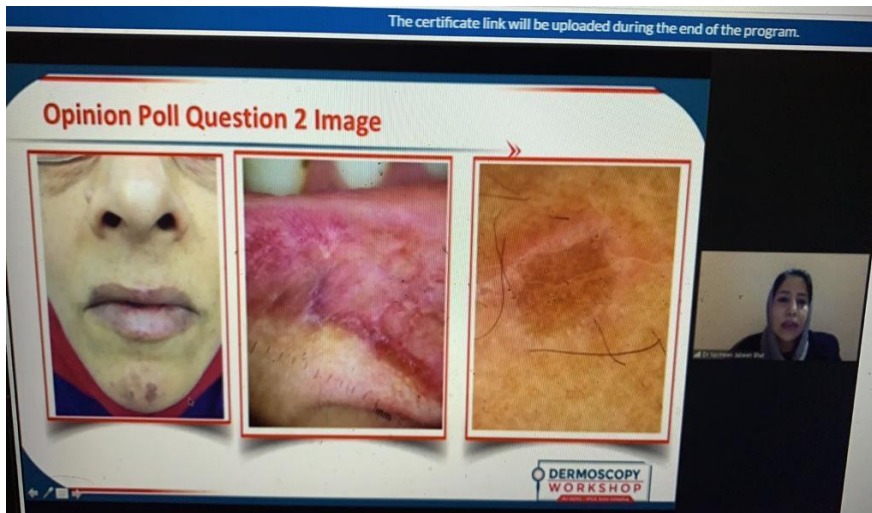 The certificate link will be uploaded during the end of the program.
Opinion Poll Question 2 Image
DERMOSCOPY
WORKSHOP